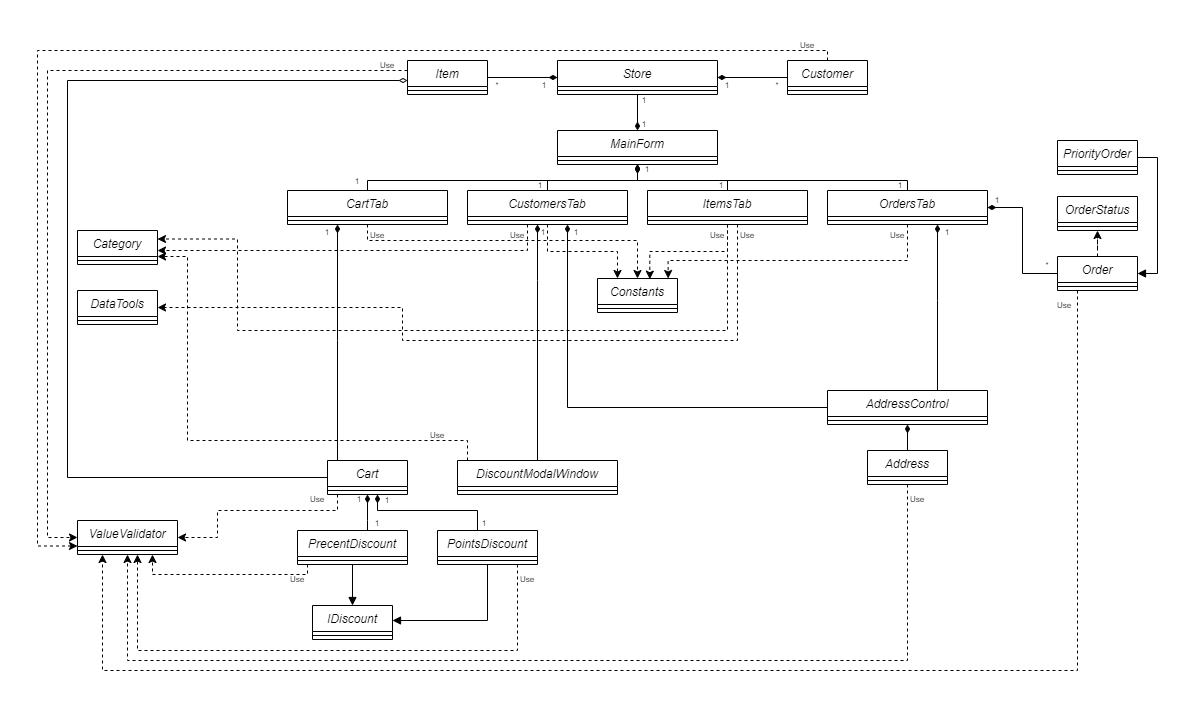 Use
Use
Item
Store
Customer
*
1
1
*
1
1
MainForm
1
PriorityOrder
1
1
1
1
CartTab
CustomersTab
ItemsTab
OrdersTab
1
OrderStatus
1
Use
Use
1
1
Use
Use
Use
1
Category
*
Order
Constants
DataTools
Use
AddressControl
Use
Address
Cart
DiscountModalWindow
Use
1
1
Use
1
1
ValueValidator
PrecentDiscount
PointsDiscount
Use
Use
IDiscount